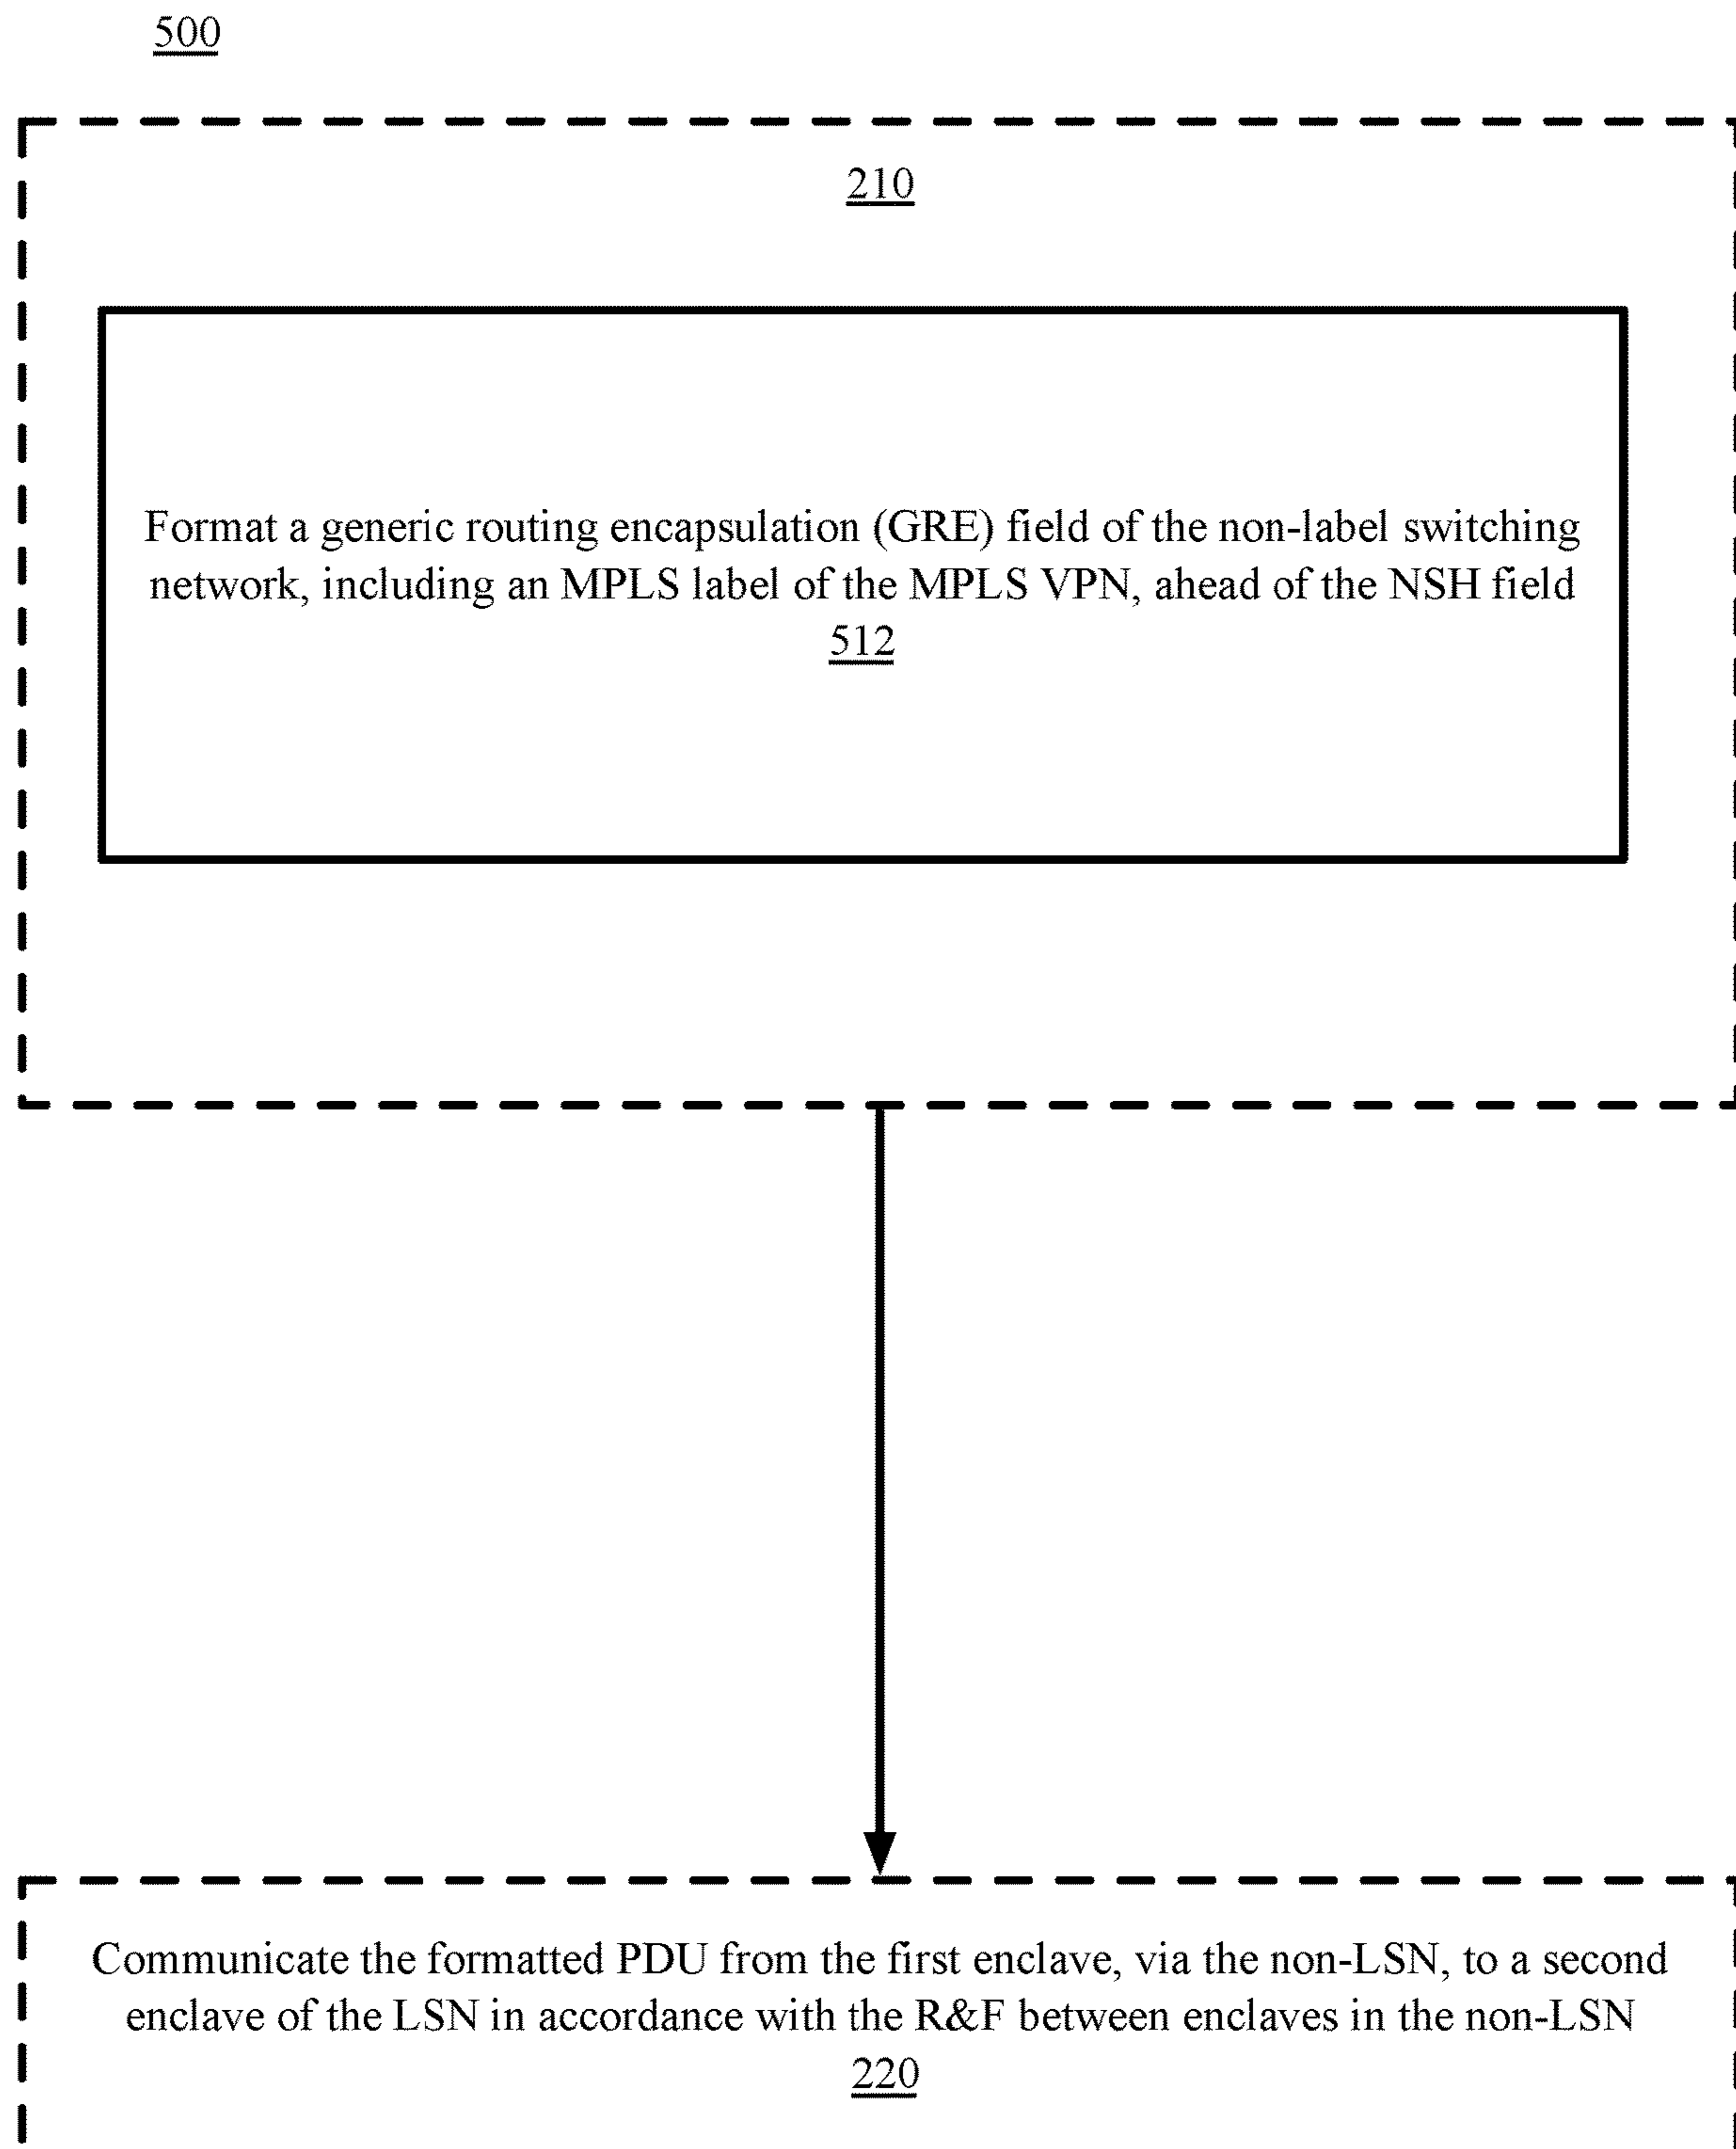 500
210
Format a generic routing encapsulation (GRE) field of the non-label switching
network, including an MPLS label of the MPLS VPN, ahead of the NSH field
512
Communicate the formatted PDU from the first enclave, via the non-LSN, to a second
enclave of the LSN in accordance with the R&F between enclaves in the non-LSN
220